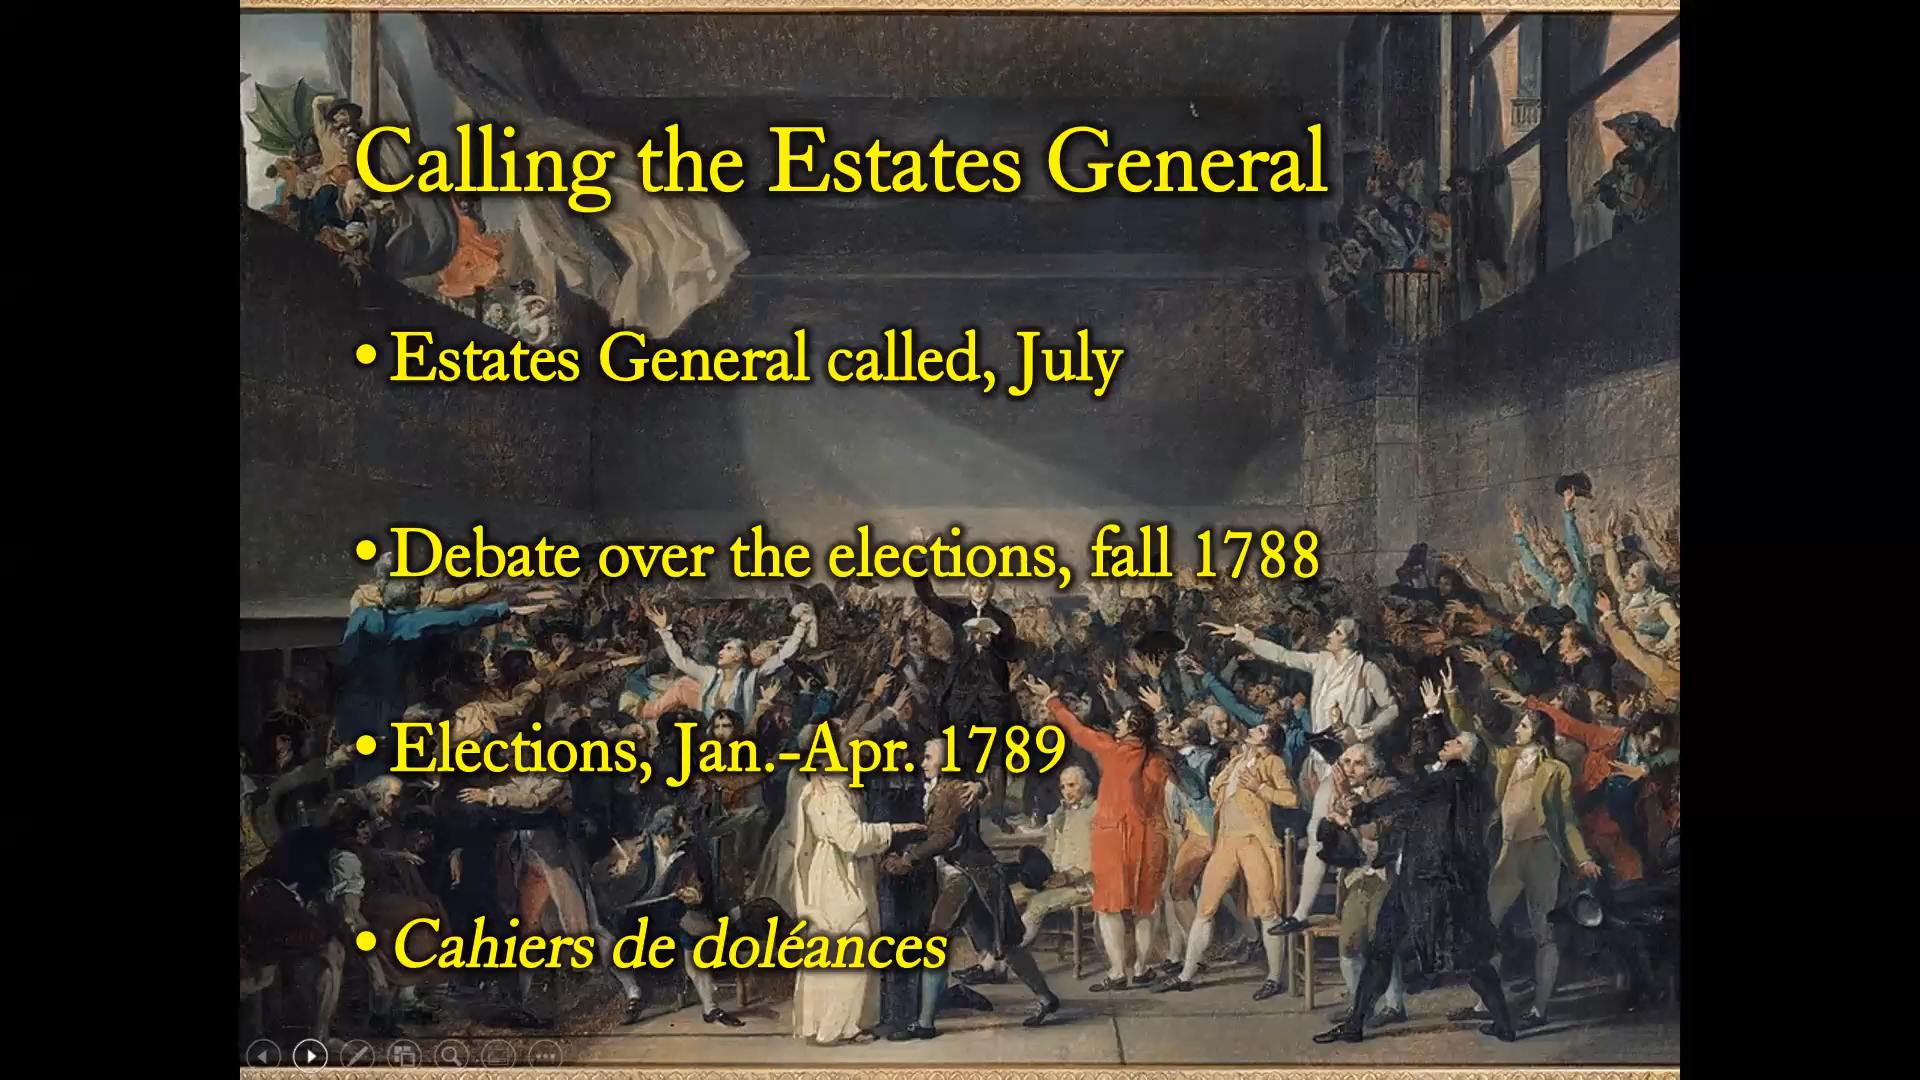 Calling the Estates General
• Estates General called, July
• Debate over the elections, fall 1788
• Elections, Jan.-Apr. 1789
• Cahiers de doléances